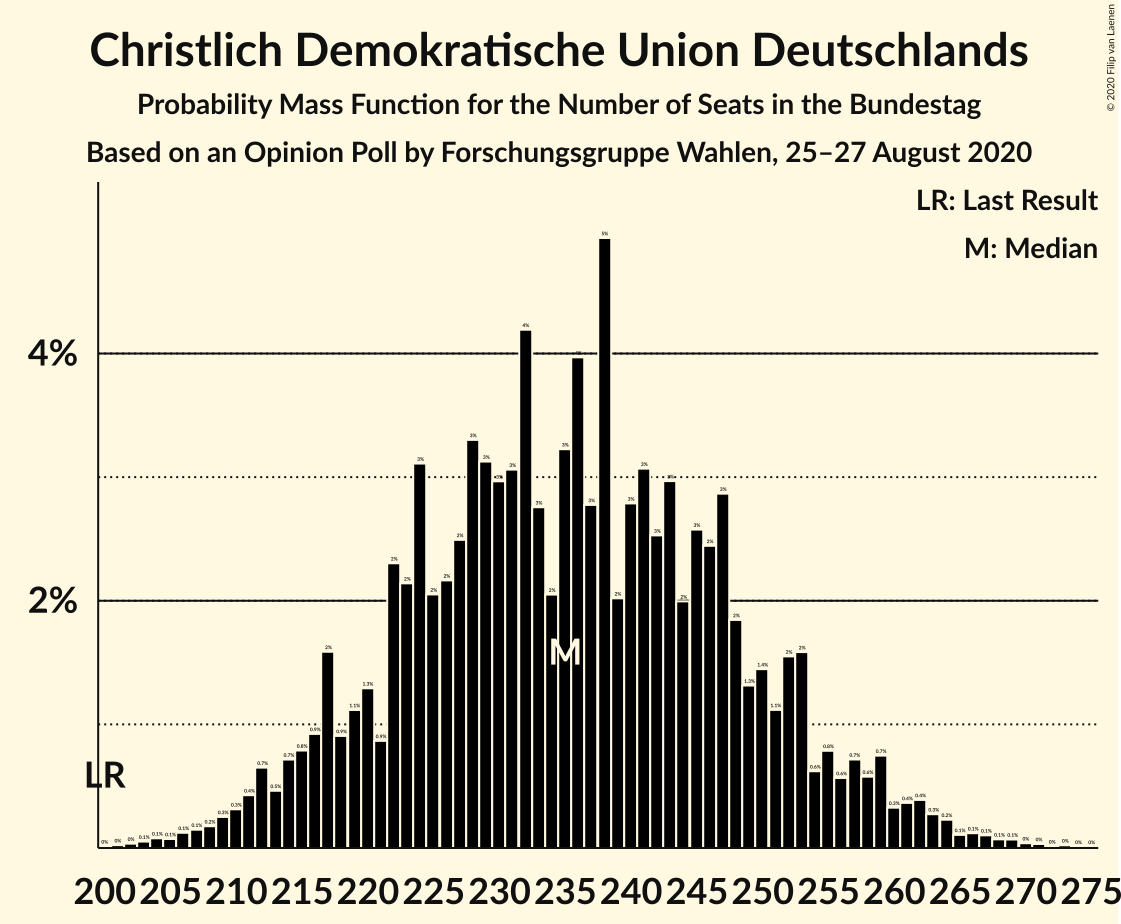 Christlich Demokratische Union Deutschlands
Probability Mass Function for the Number of Seats in the Bundestag
Based on an Opinion Poll by Forschungsgruppe Wahlen, 25–27 August 2020
© 2020 Filip van Laenen
LR: Last Result
M: Median
4%
2%
LR
M
200 205 210 215 220 225 230 235 240 245 250 255 260 265 270 275